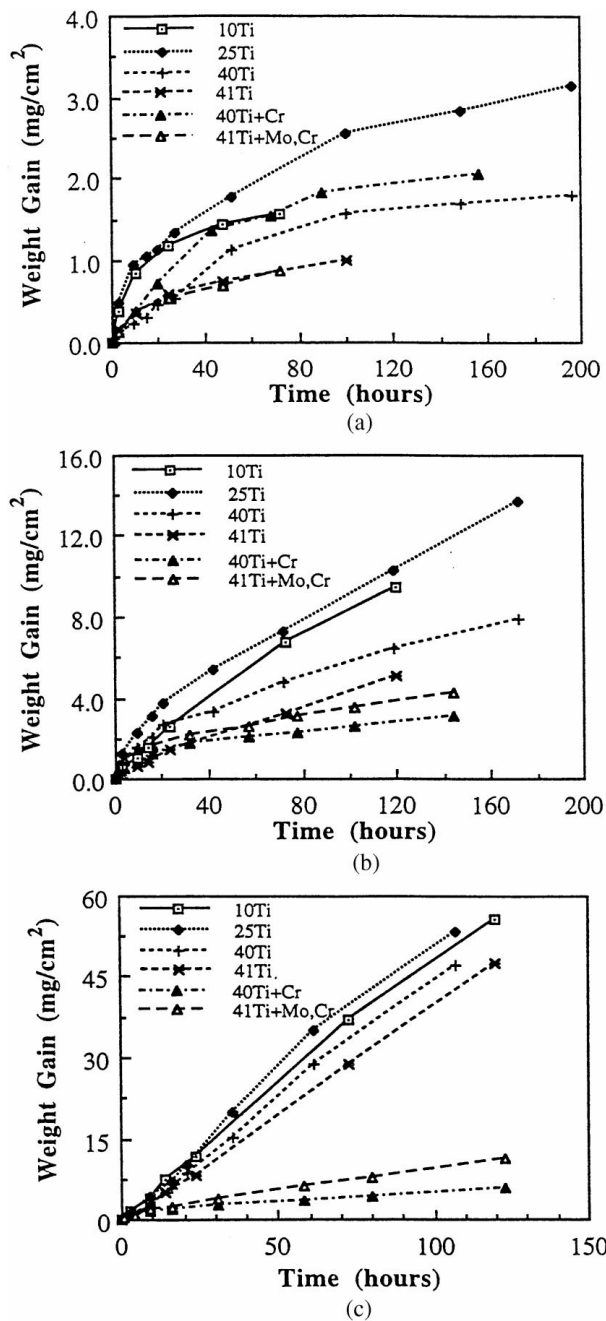 4.0
3.0
2.0
1.0
0.0
Weight Gain (mg/cm²)
10Ti
25Ti
40Ti
41Ti
40Ti+Cr
41Ti+Mo,Cr
0 40 80 120 160 200
Time (hours)
(a)
16.0
12.0
8.0
4.0
0.0
Weight Gain (mg/cm²)
10Ti
25Ti
40Ti
41Ti
40Ti+Cr
41Ti+Mo,Cr
0 40 80 120 160 200
Time (hours)
(b)
60
45
30
15
0
Weight Gain (mg/cm²)
10Ti
25Ti
40Ti
41Ti
40Ti+Cr
41Ti+Mo,Cr
0 50 100 150
Time (hours)
(c)